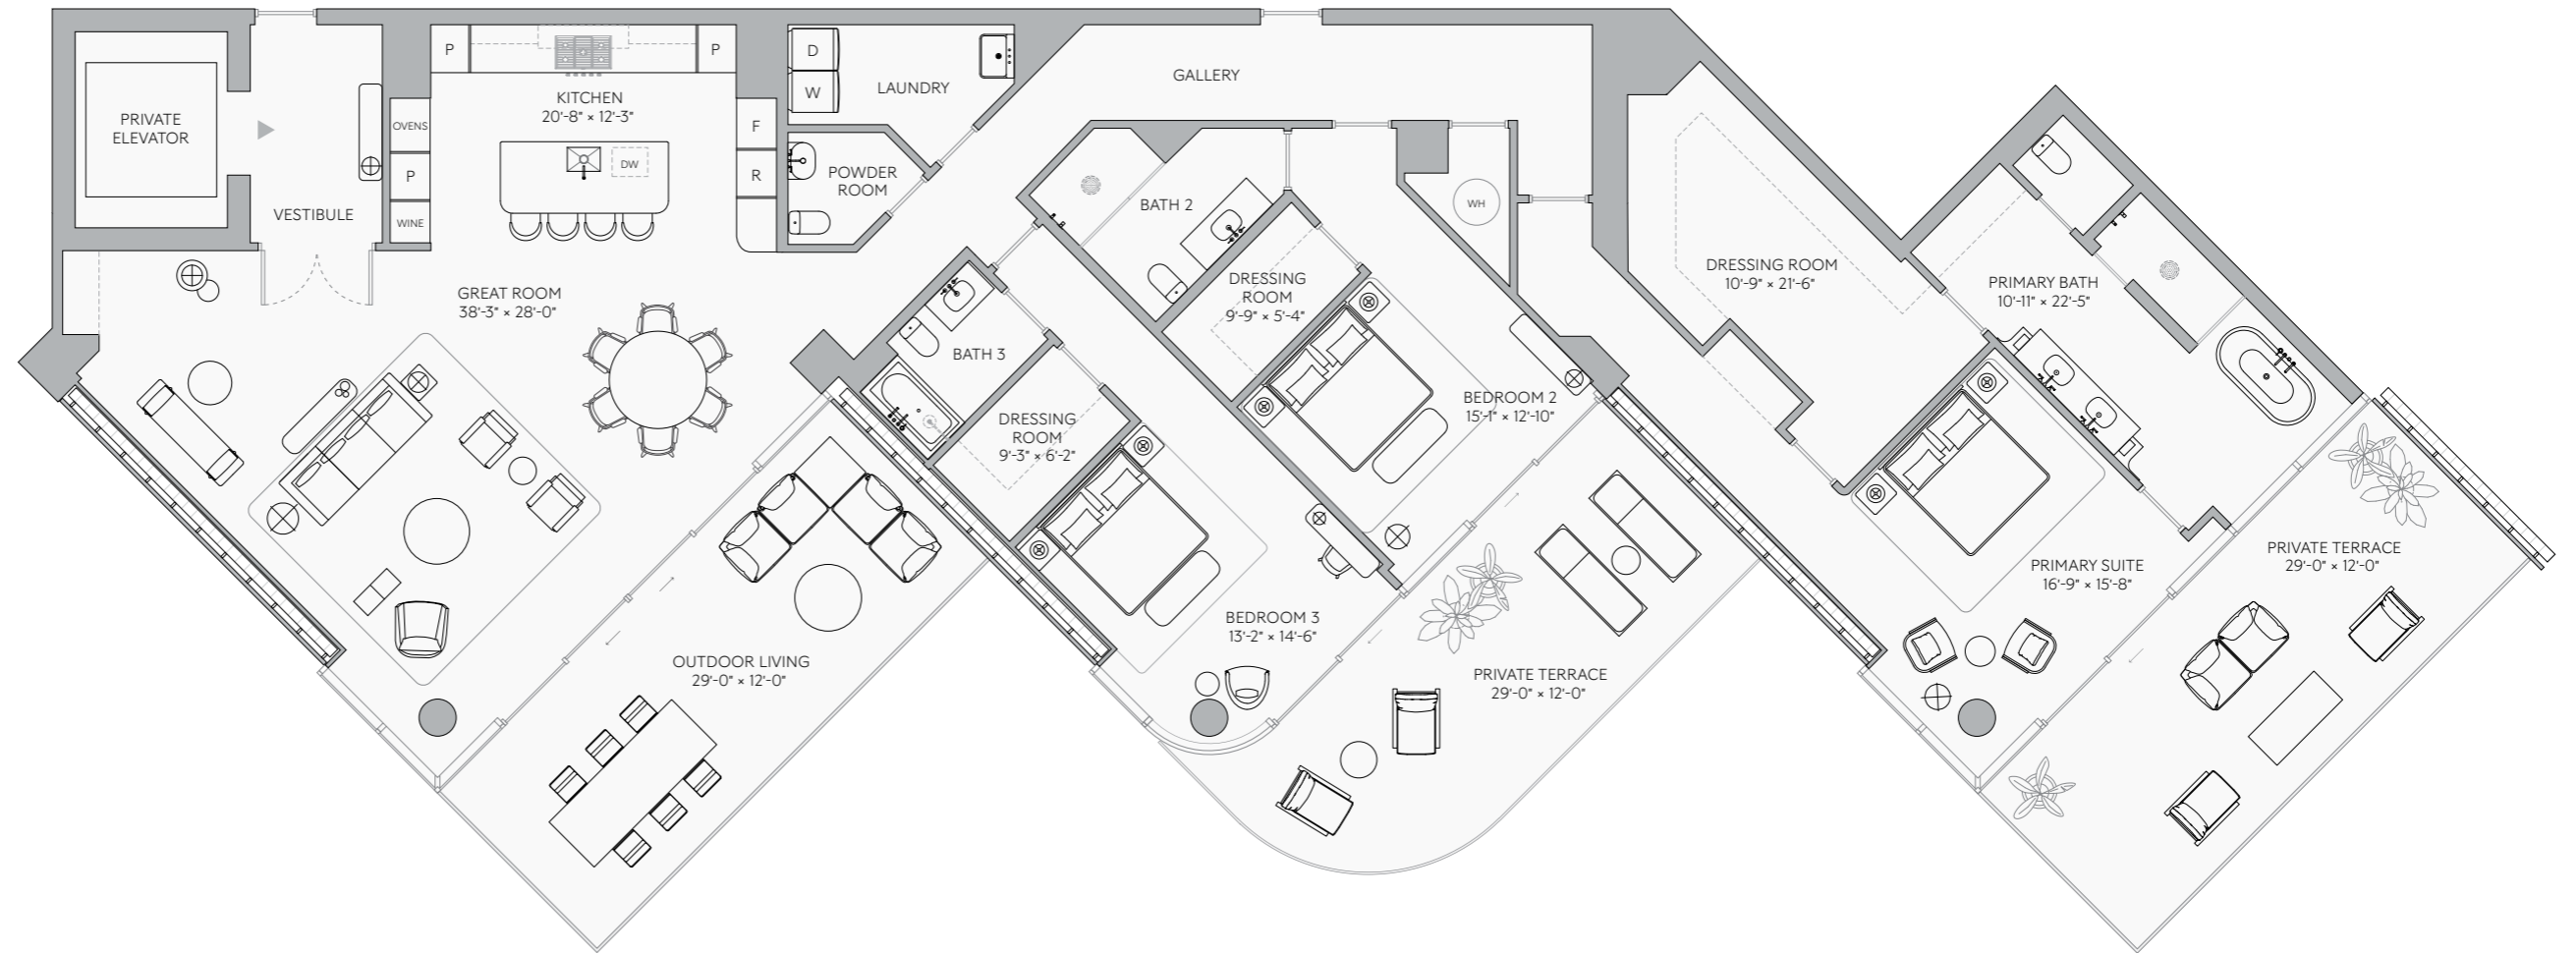 PRIVATE
ELEVATOR
VESTIBULE
P
P
KITCHEN
20'-8" × 12'-3"
OVENS
P
WINE
DW
F
R
D
W
LAUNDRY
POWDER
ROOM
GALLERY
GREAT ROOM
38'-3" × 28'-0"
BATH 2
WH
DRESSING
ROOM
9'-9" × 5'-4"
BATH 3
DRESSING
ROOM
9'-3" × 6'-2"
BEDROOM 2
15'-1" × 12'-10"
DRESSING ROOM
10'-9" × 21'-6"
PRIMARY BATH
10'-11" × 22'-5"
PRIMARY SUITE
16'-9" × 15'-8"
PRIVATE TERRACE
29'-0" × 12'-0"
BEDROOM 3
13'-2" × 14'-6"
OUTDOOR LIVING
29'-0" × 12'-0"
PRIVATE TERRACE
29'-0" × 12'-0"